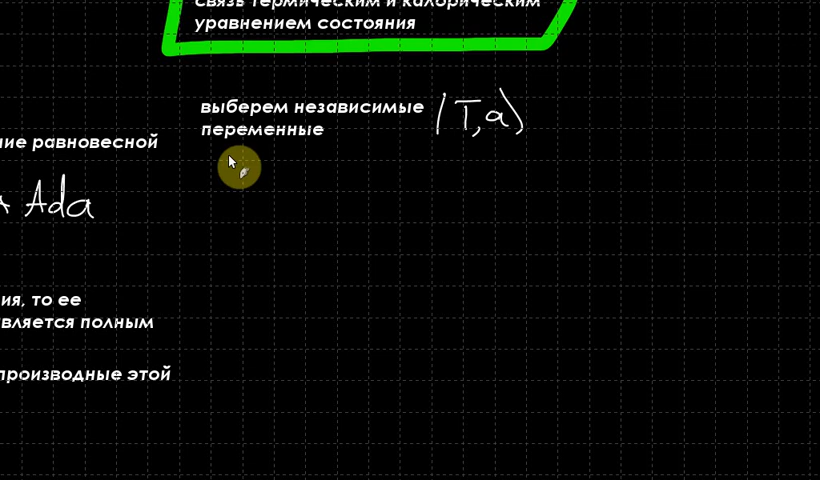 связь термическим и калорическим
уравнением состояния
выберем независимые
переменные (T,a)
ние равновесной
Ada
ия, то ее
вляется полным
производные этой